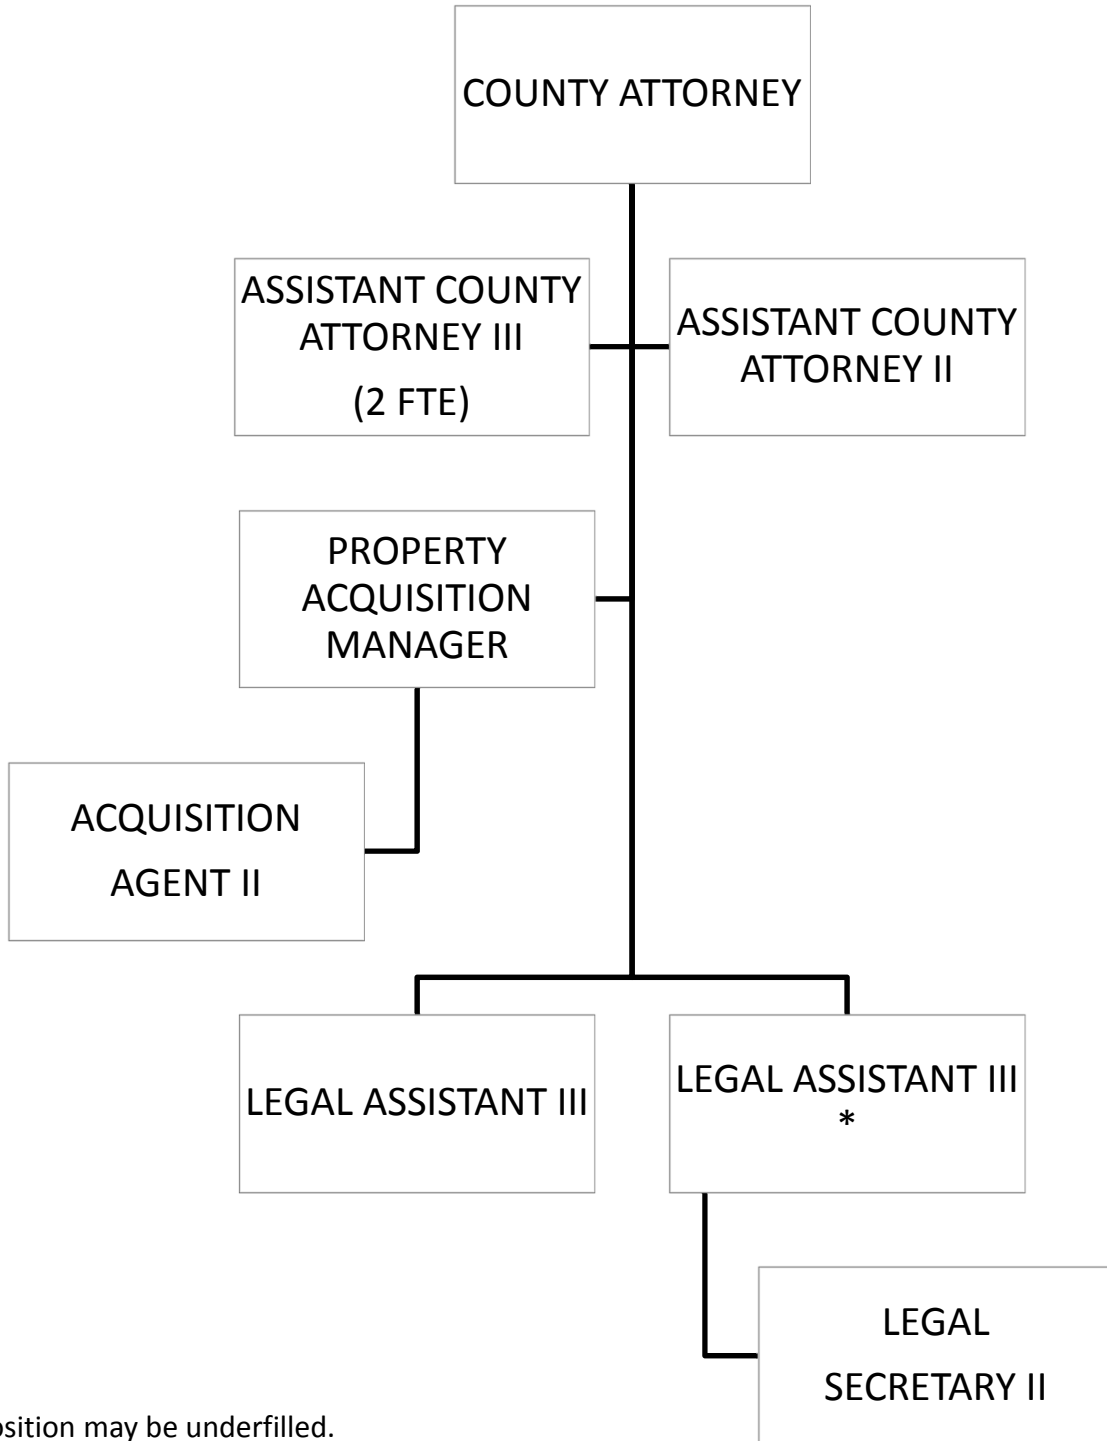 COUNTY ATTORNEY
ASSISTANT COUNTY
ATTORNEY III
(2 FTE)
ASSISTANT COUNTY
ATTORNEY II
PROPERTY
ACQUISITION
MANAGER
ACQUISITION
AGENT II
LEGAL ASSISTANT III
LEGAL ASSISTANT III
*
LEGAL
SECRETARY II
may be underfilled.